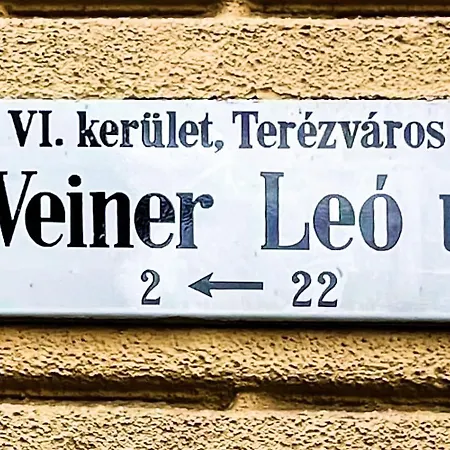 VI. kerület, Terézváros
Weiner Leó u
2 ← 22